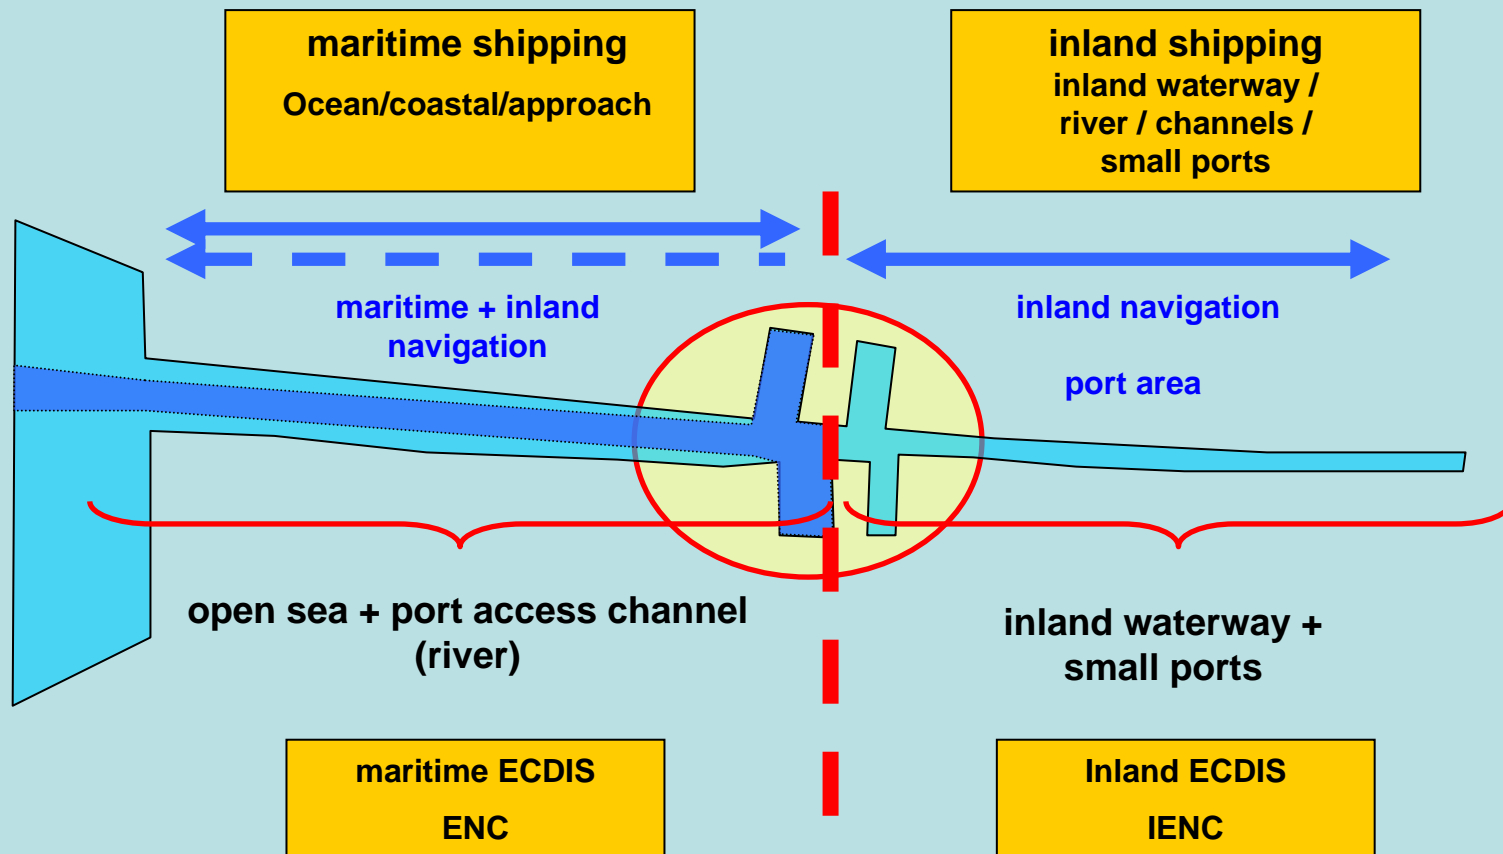 maritime shipping
Ocean/coastal/approach
inland shipping
inland waterway /
river / channels /
small ports
maritime + inland
navigation
inland navigation
port area
open sea + port access channel
(river)
inland waterway +
small ports
maritime ECDIS
ENC
Inland ECDIS
IENC